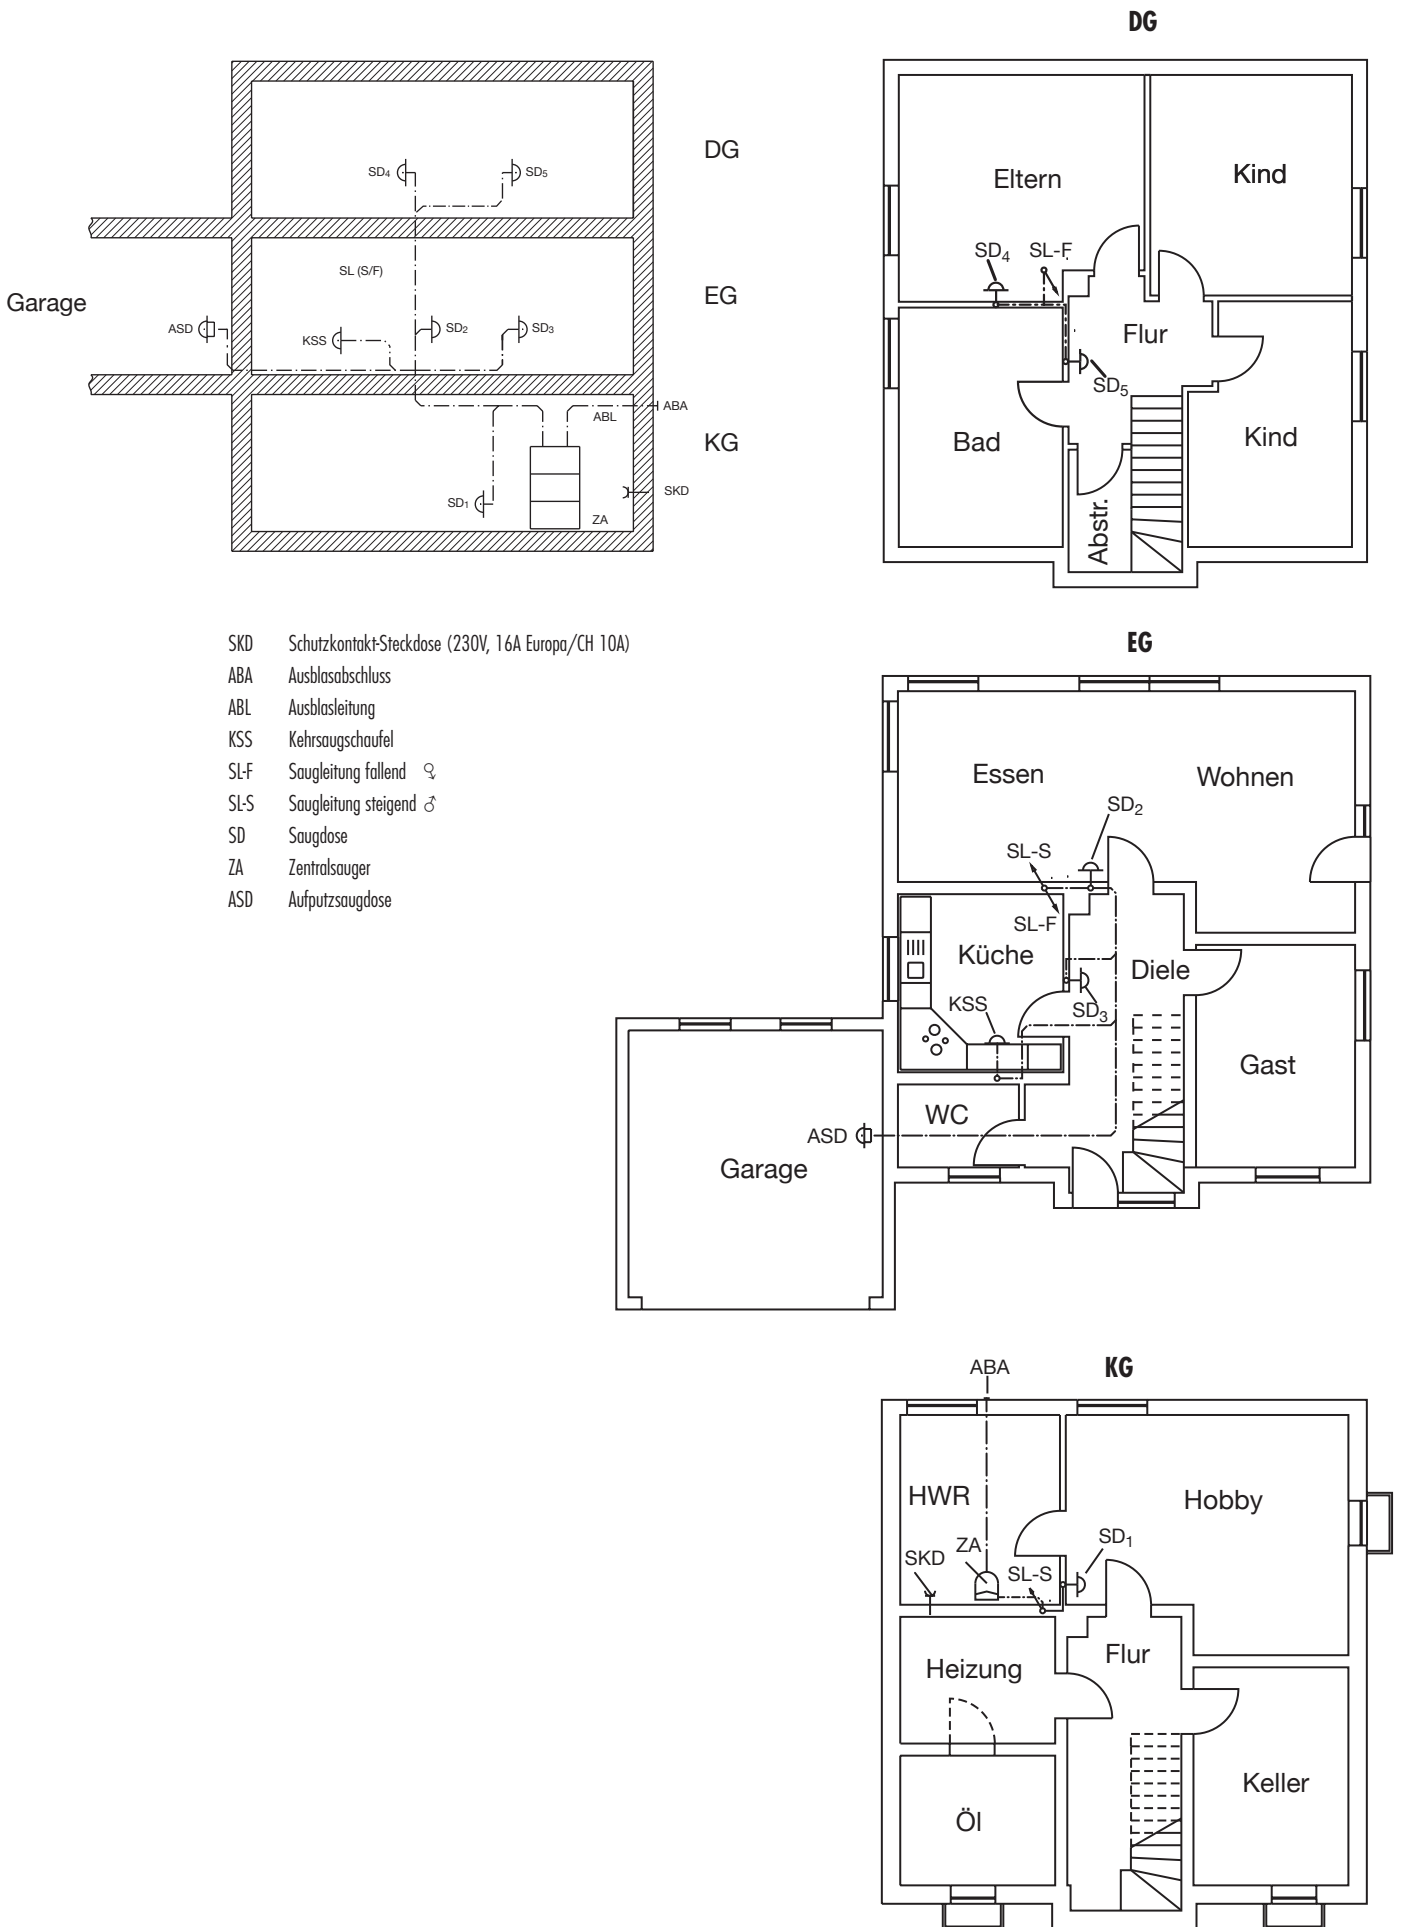 DG
SD4
SD5
DG
SL (S/F)
Garage
EG
ASD
KSS
SD2
SD3
ABL
ABA
KG
SD1
SKD
ZA
Eltern
Kind
SD4
SL-F
Flur
SD5
Bad
Kind
Abstr.
SKD Schutzkontakt-Steckdose (230V, 16A Europa/CH 10A)
ABA Ausblasabschluss
ABL Ausblasleitung
KSS Kehrsaugschaufel
SL-F Saugleitung fallend
SL-S Saugleitung steigend
SD Saugdose
ZA Zentralsauger
ASD Aufputzsaugdose
EG
Essen
Wohnen
SD2
SL-S
SL-F
Küche
Diele
KSS
SD3
Gast
WC
ASD
Garage
ABA
KG
HWR
Hobby
SD1
ZA
SKD
SL-S
Flur
Heizung
Keller
Öl